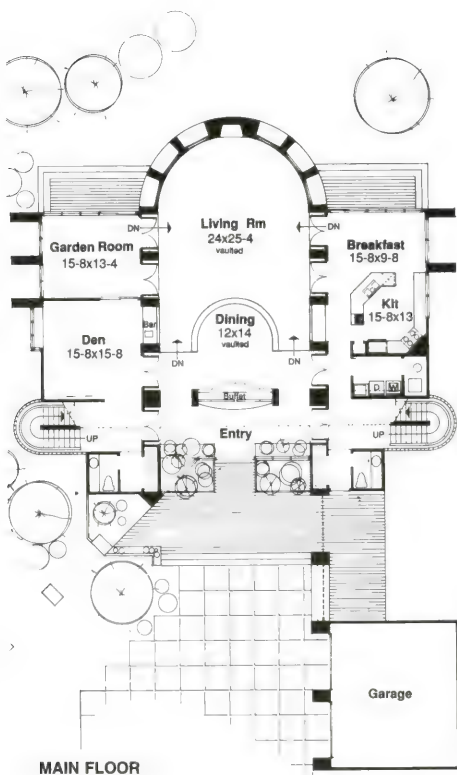 DN
Living Rm
24x25-4
vaulted
DN
Garden Room
15-8x13-4
Breakfast
15-8x9-8
Kit
15-8x13
Dining
12x14
vaulted
Bar
Den
15-8x15-8
DN
DN
Buffet
D
W
UP
Entry
UP
Garage
MAIN FLOOR